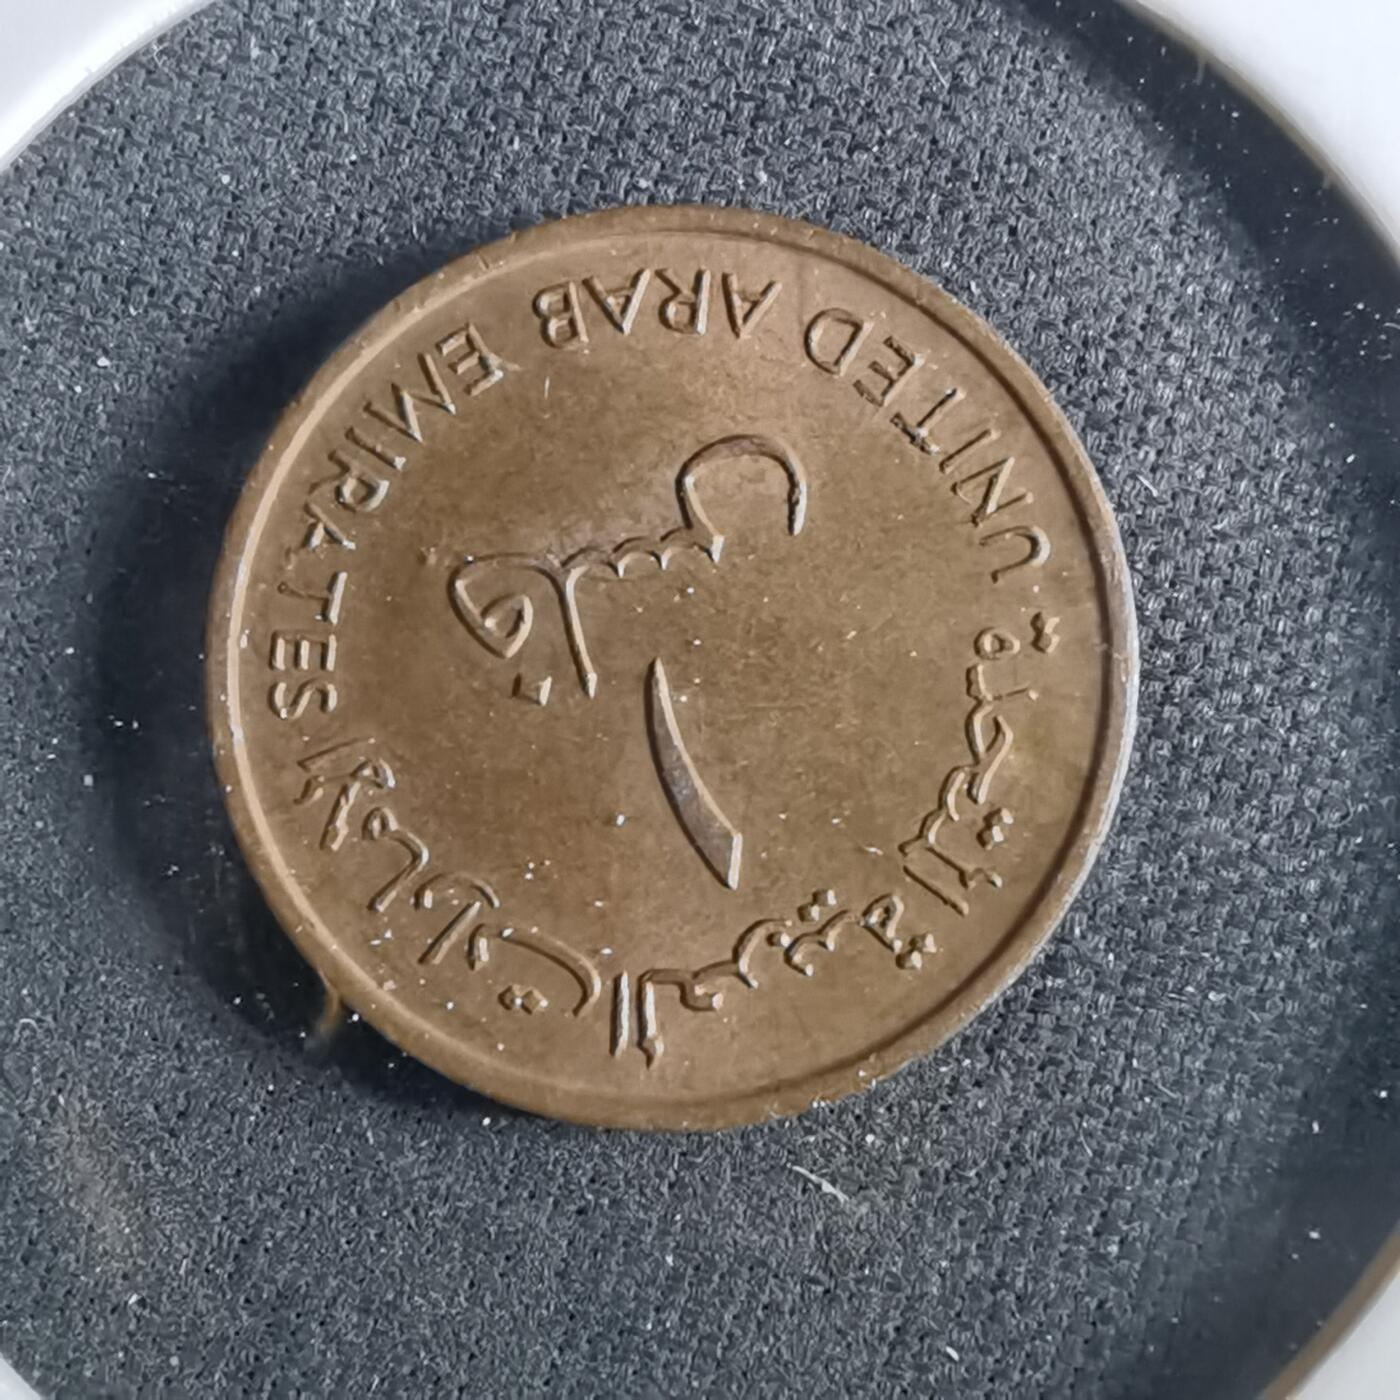 الإمارات العربية المتحدة
١
فلس
UNITED ARAB EMIRATES